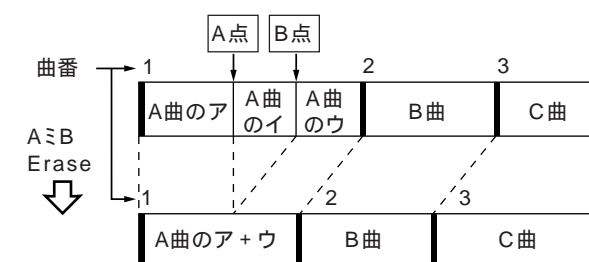 A点 B点
曲番 1 2 3
A曲のア A曲のイ A曲のウ B曲 C曲
A⇔B
Erase
1 2 3
A曲のア + ウ B曲 C曲